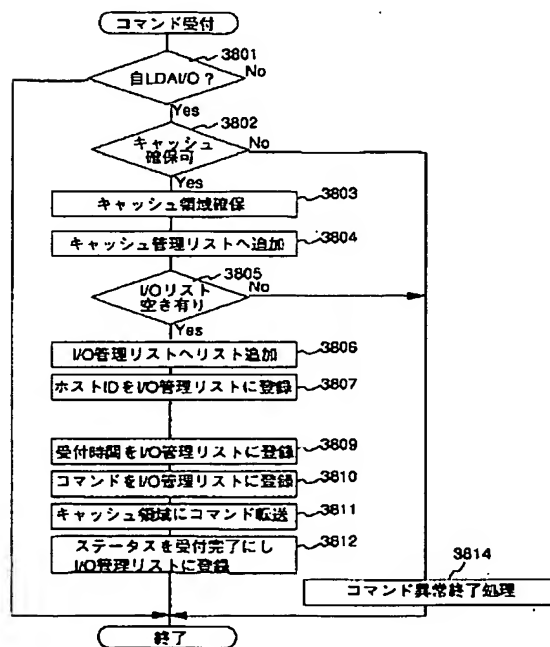 コマンド受付
3801
自LDAI/O?
No
Yes
3802
キャッシュ
確保可
No
Yes
キャッシュ領域確保
3803
キャッシュ管理リストへ追加
3804
3805
I/Oリスト
空き有り
No
Yes
I/O管理リストへリスト追加
3806
ホストIDをI/O管理リストに登録
3807
受付時間をI/O管理リストに登録
3809
コマンドをI/O管理リストに登録
3810
キャッシュ領域にコマンド転送
3811
ステータスを受付完了にし
I/O管理リストに登録
3812
3814
コマンド異常終了処理
終了